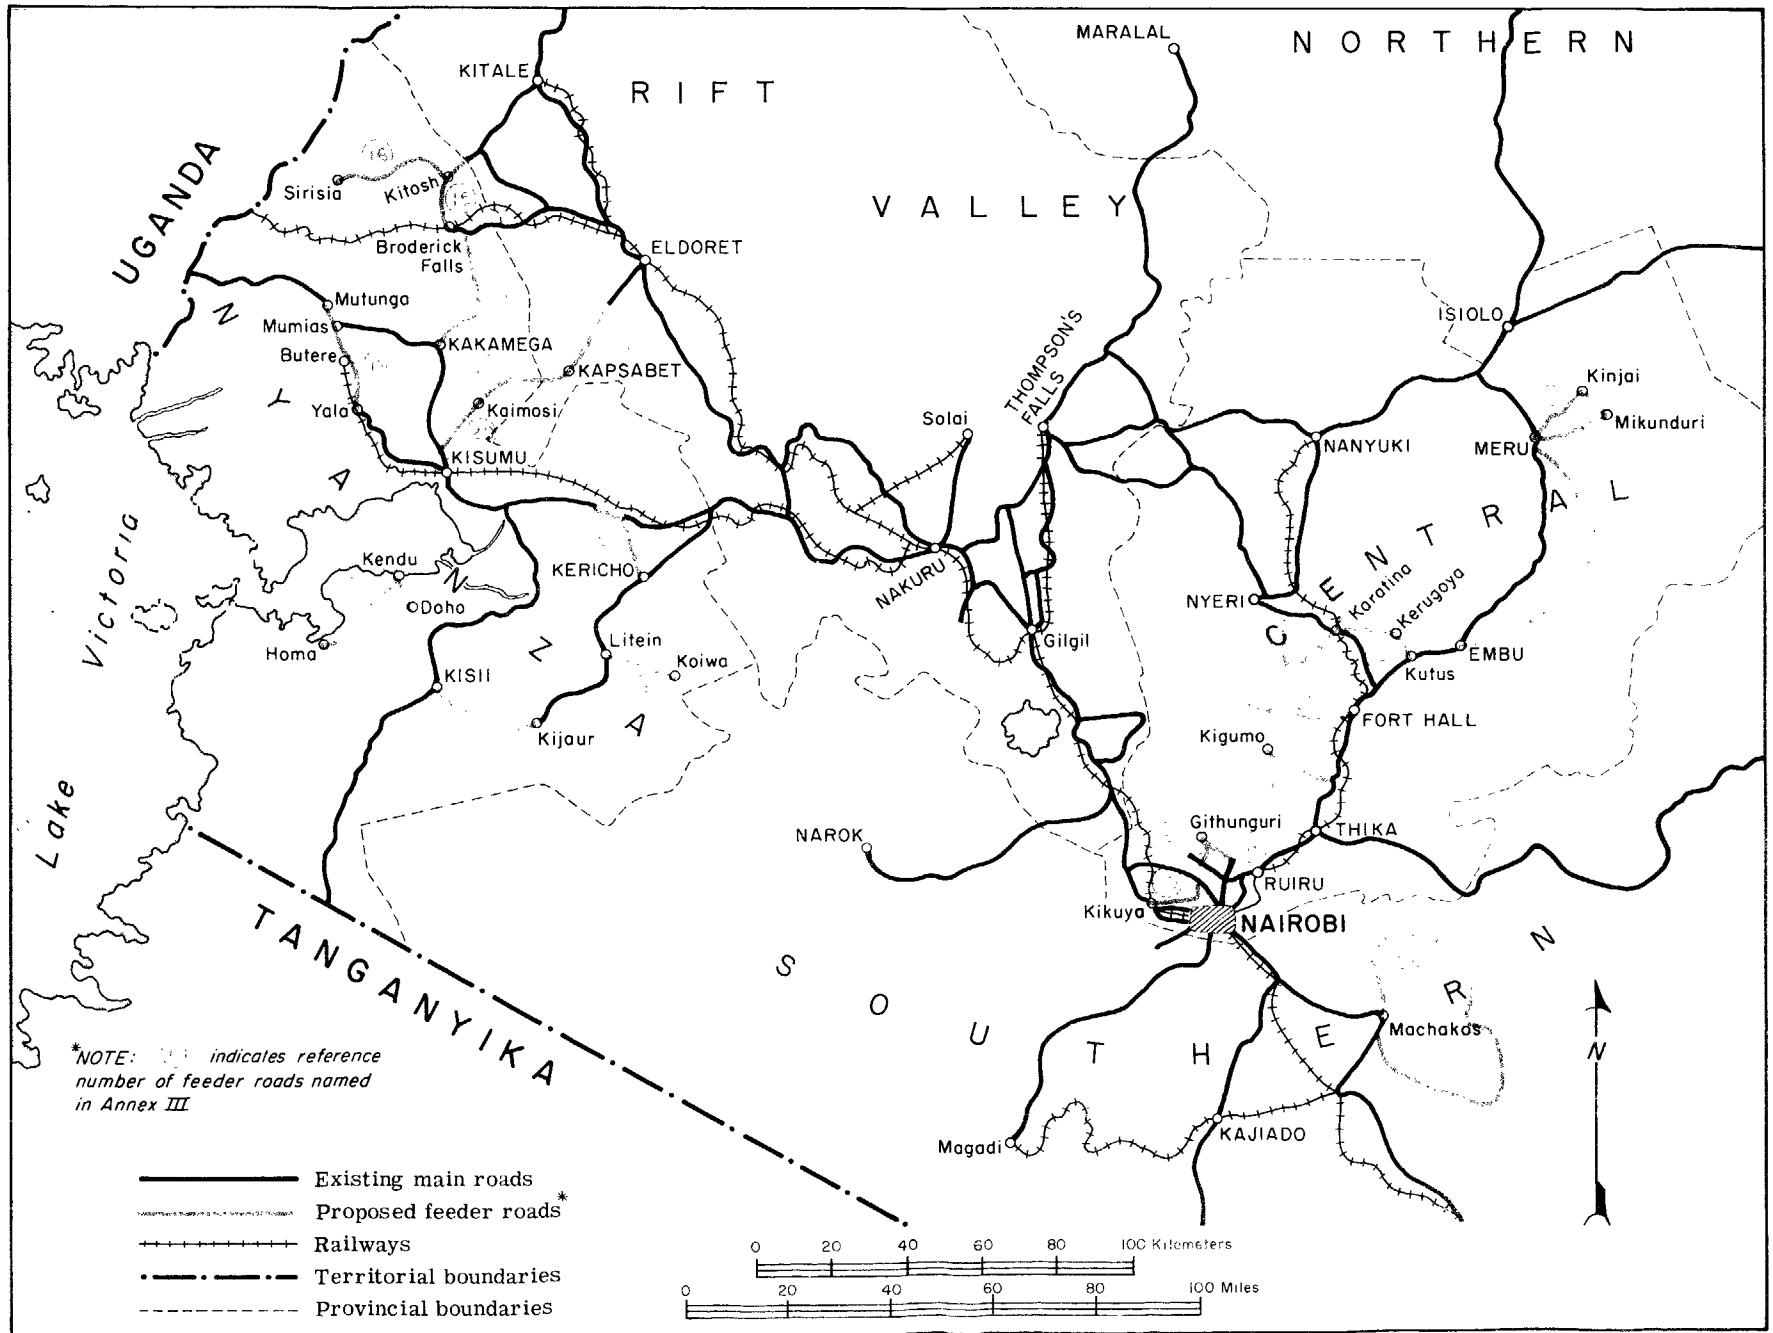 MARALAL
NORTHERN
KITALE
RIFT
UGANDA
16
Sirisia
Kitosh
VALLEY
Broderick
Falls
ELDORET
Mutunga
Mumias
KAKAMEGA
Butere
KAPSABET
Yala
Kaimosi
KISUMU
THOMPSON'S
FALLS
Solai
ISIOLO
Kinjai
Mikunduri
NANYUKI
MERU
CENTRAL
NYANZA
Kendu
Doho
Homa
KERICHO
NAKURU
Litein
Koiwa
KISII
Kijaur
Gilgil
NYERI
Karatina
Kerugoya
Kutus
EMBU
FORT HALL
Kigumo
Lake Victoria
NAROK
Githunguri
THIKA
RUIRU
Kikuya
NAIROBI
TANGANYIKA
SOUTHERN
Machakos
Magadi
KAJIADO
N
*NOTE: indicates reference
number of feeder roads named
in Annex III
Existing main roads
Proposed feeder roads*
Railways
Territorial boundaries
Provincial boundaries
0 20 40 60 80 100 Kilometers
0 20 40 60 80 100 Miles